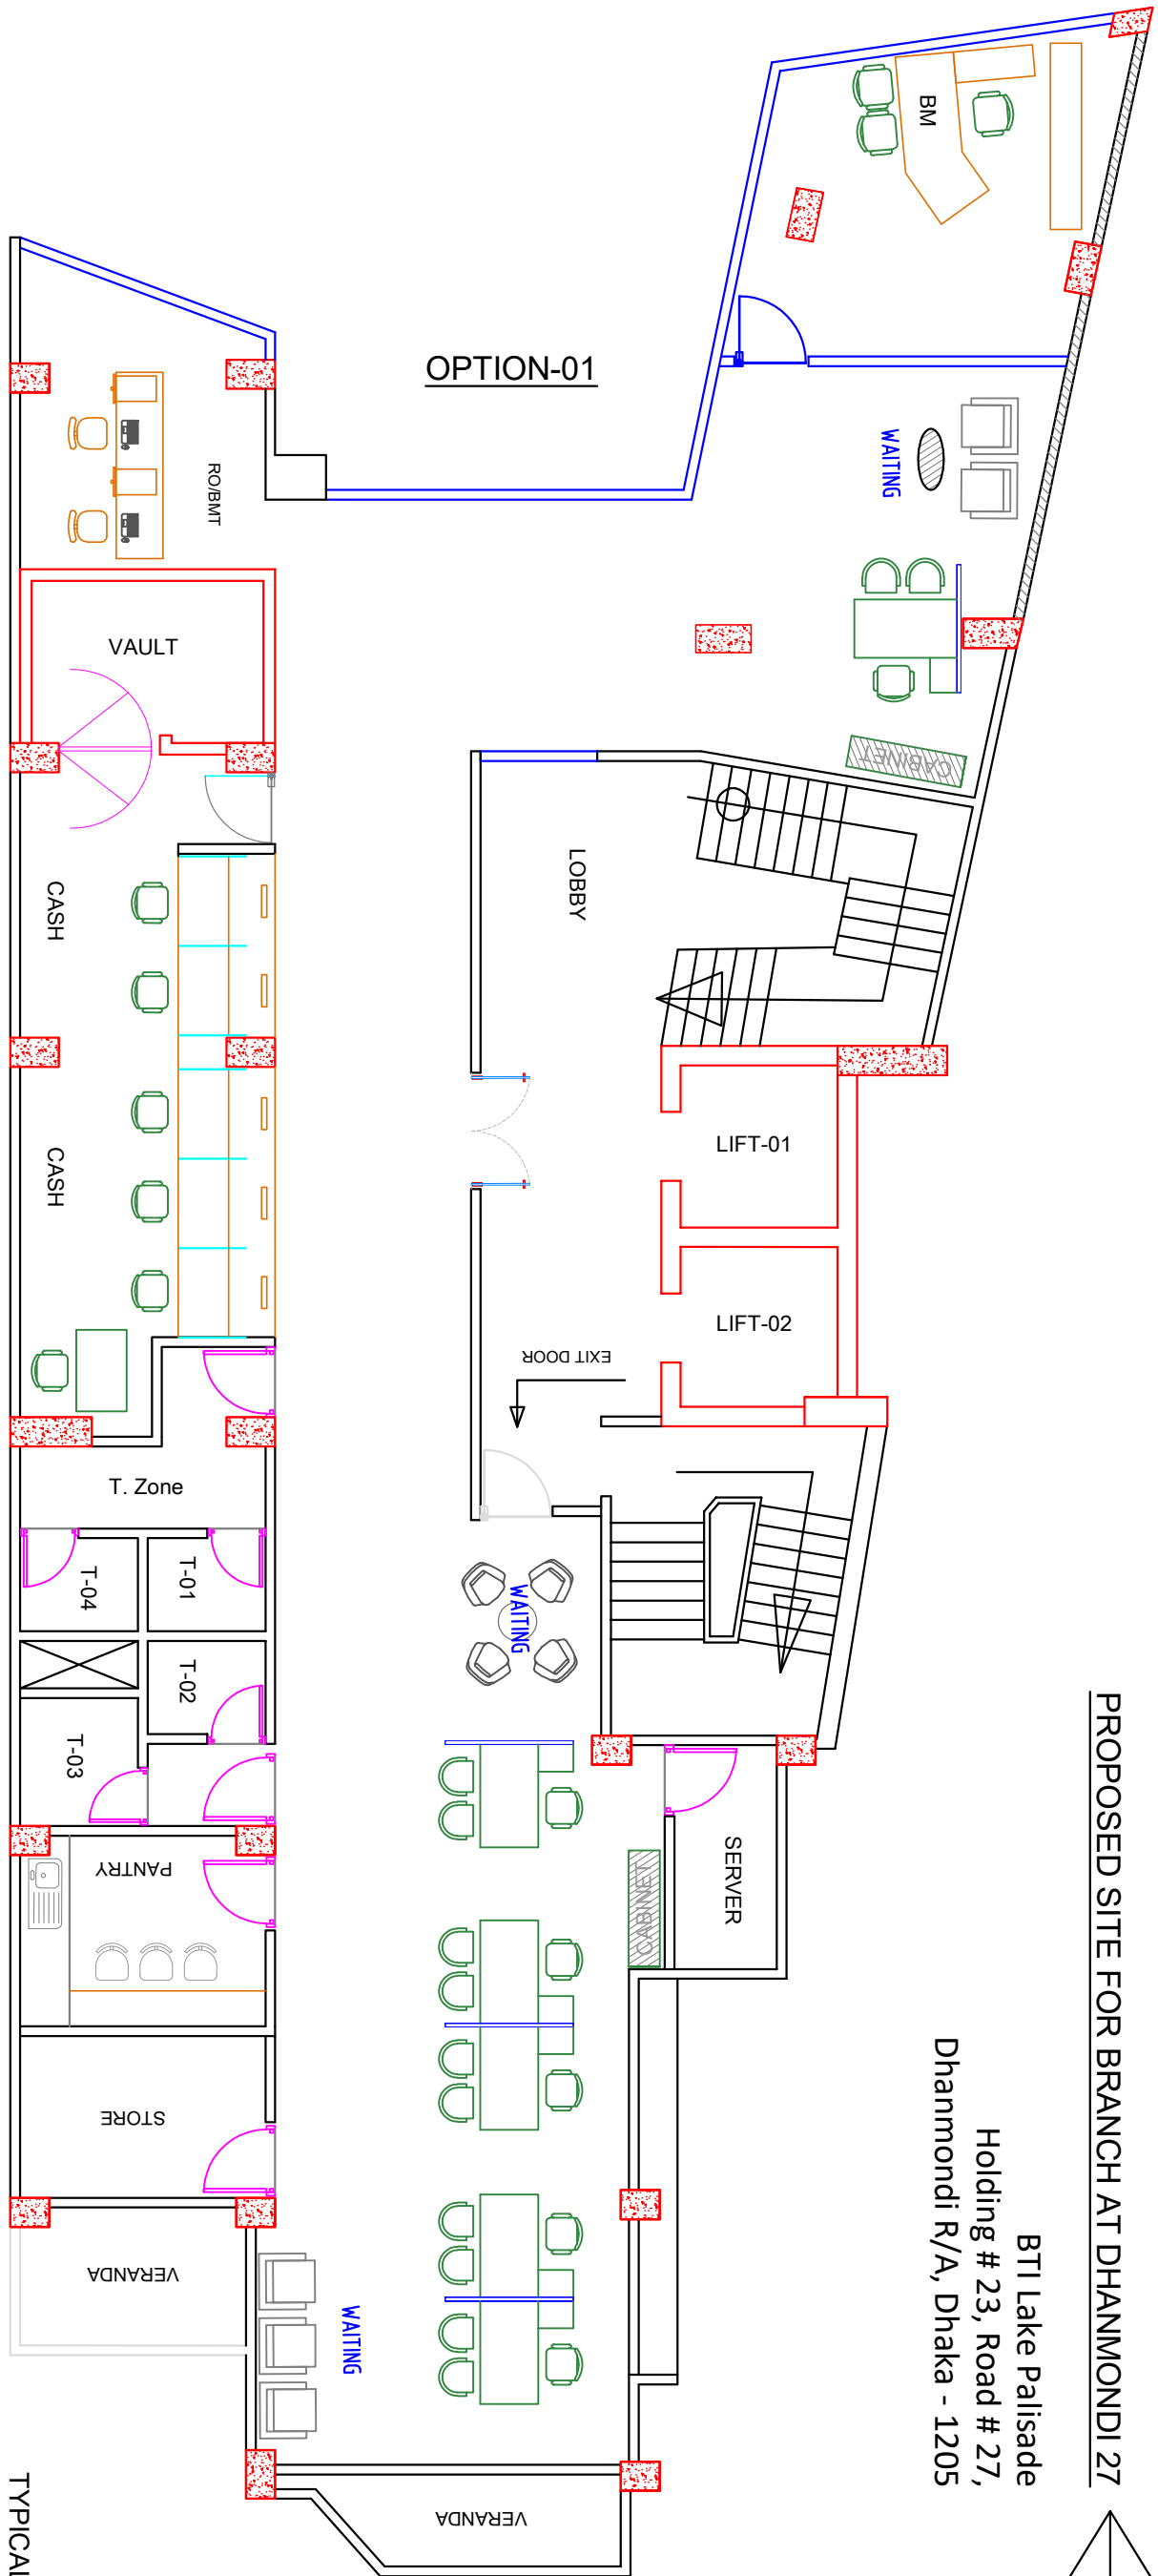 PROPOSED SITE FOR BRANCH AT DHANMONDI 27
BTI Lake Palisade
Holding # 23, Road # 27,
Dhanmondi R/A, Dhaka - 1205
OPTION-01
BM
WAITING
CABINET
RO/BMT
VAULT
LOBBY
CASH
CASH
LIFT-01
LIFT-02
EXIT DOOR
T. Zone
T-01
T-04
T-02
T-03
WAITING
SERVER
CABINET
PANTRY
STORE
VERANDA
WAITING
VERANDA
TYPICAL